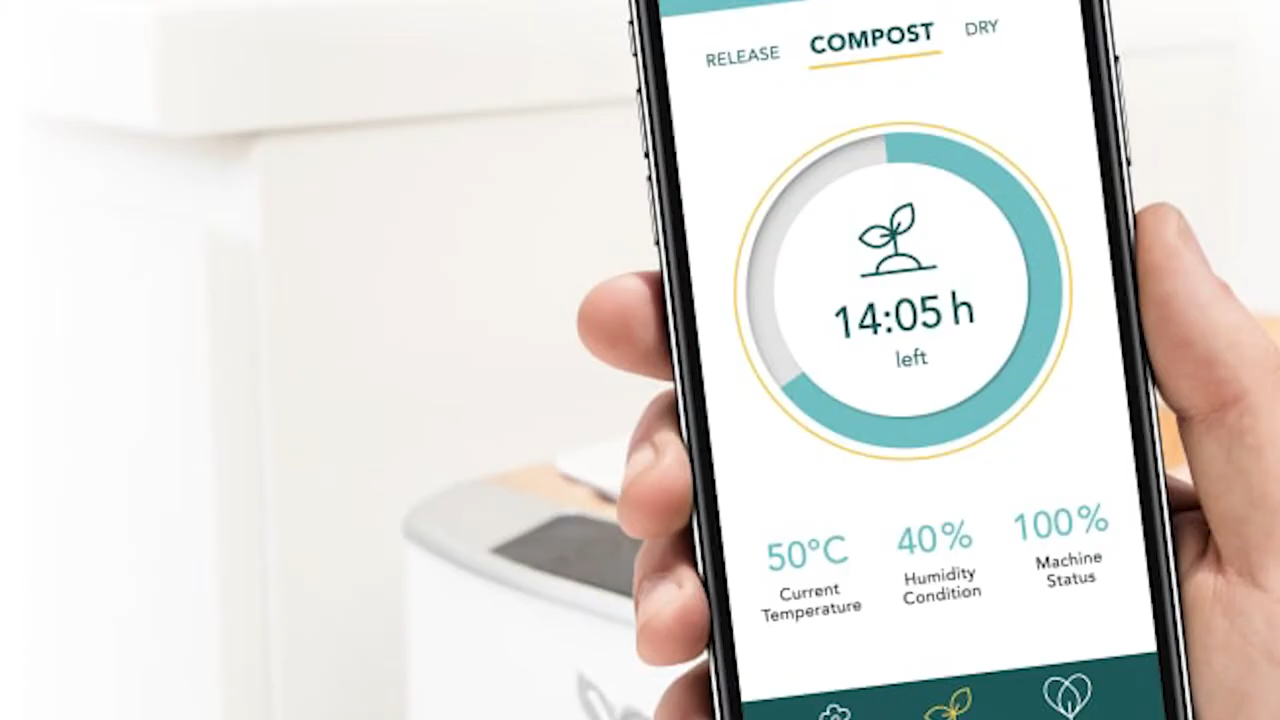 RELEASE COMPOST DRY
14:05 h
left
50°C 40% 100%
Current
Temperature
Humidity
Condition
Machine
Status